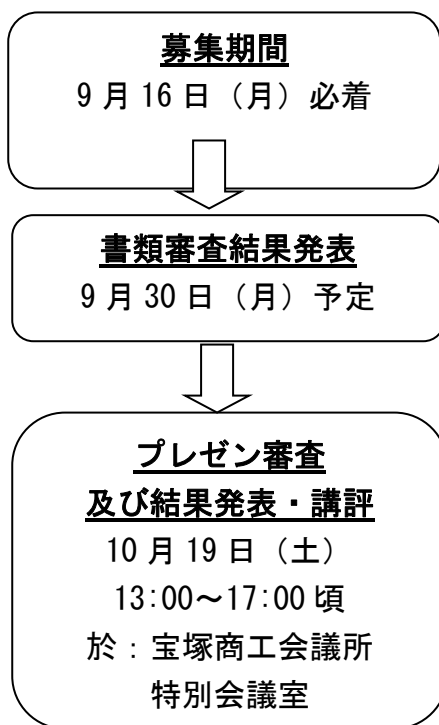 募集期間
9月16日（月）必着
書類審査結果発表
9月30日（月）予定
プレゼン審査
及び結果発表・講評
10月19日（土）
13:00～17:00頃
於：宝塚商工会議所
特別会議室